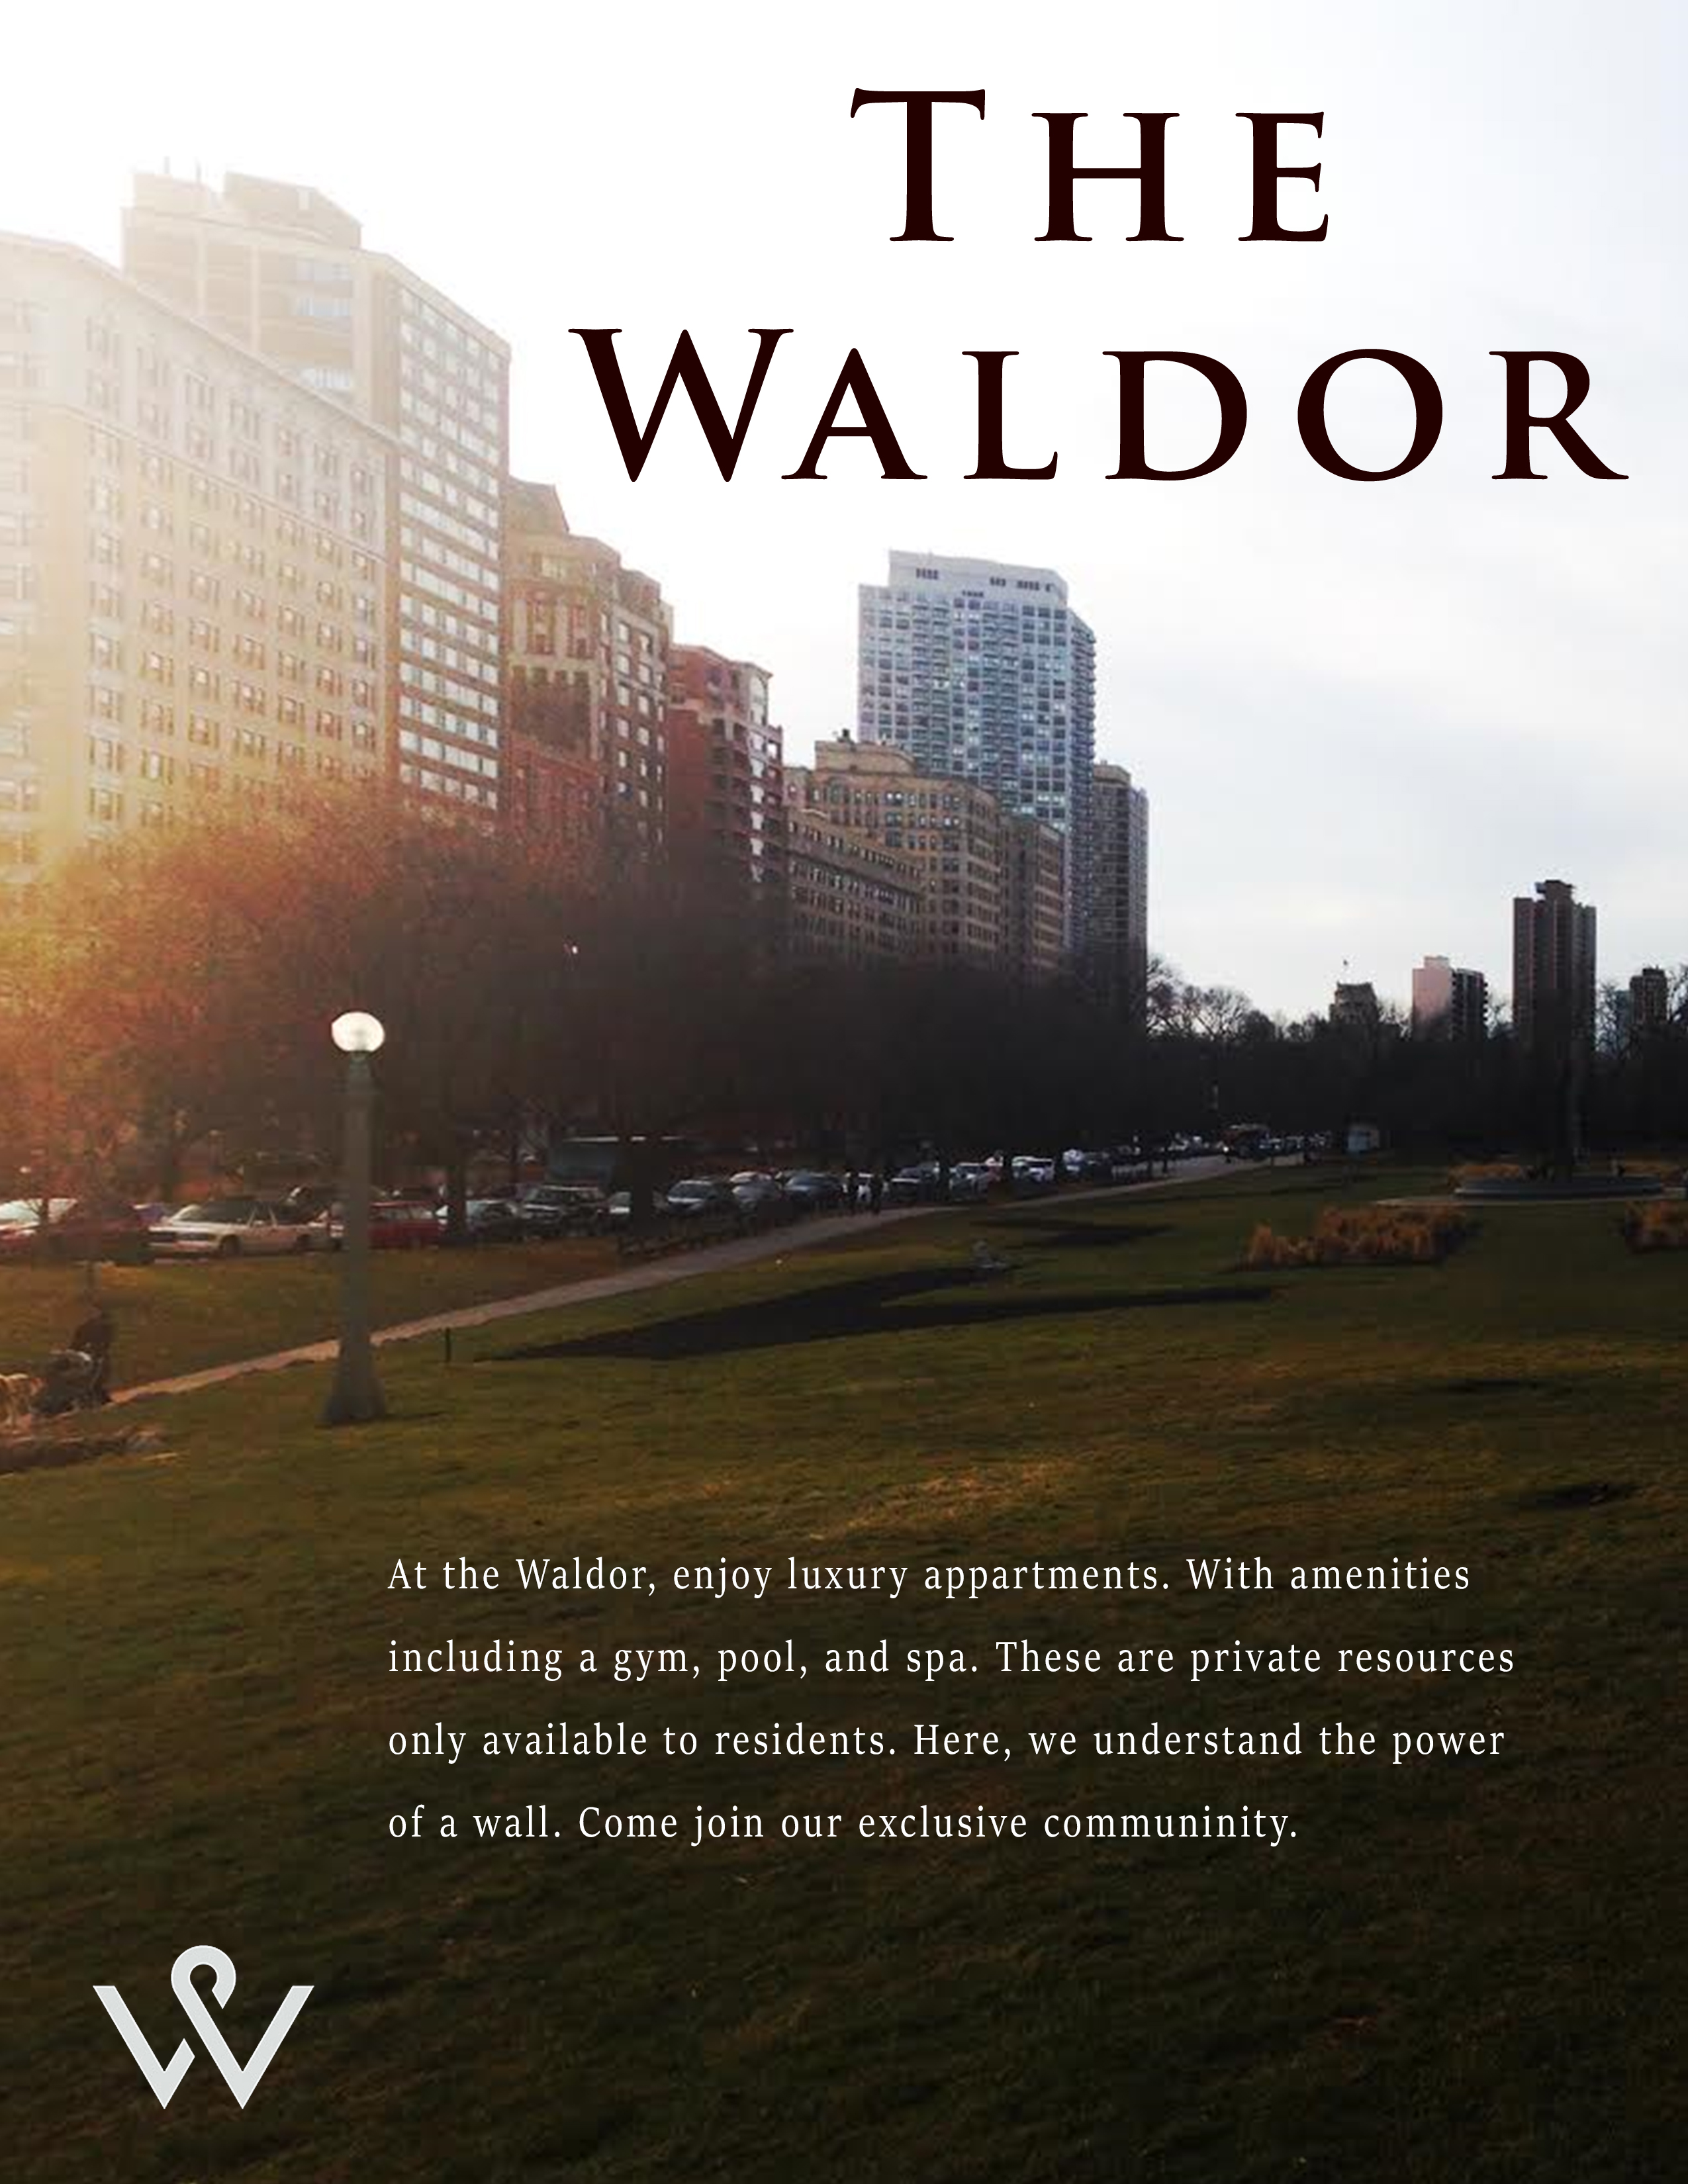 THE
WALDOR
At the Waldor, enjoy luxury appartments. With amenities
including a gym, pool, and spa. These are private resources
only available to residents. Here, we understand the power
of a wall. Come join our exclusive communinity.
W